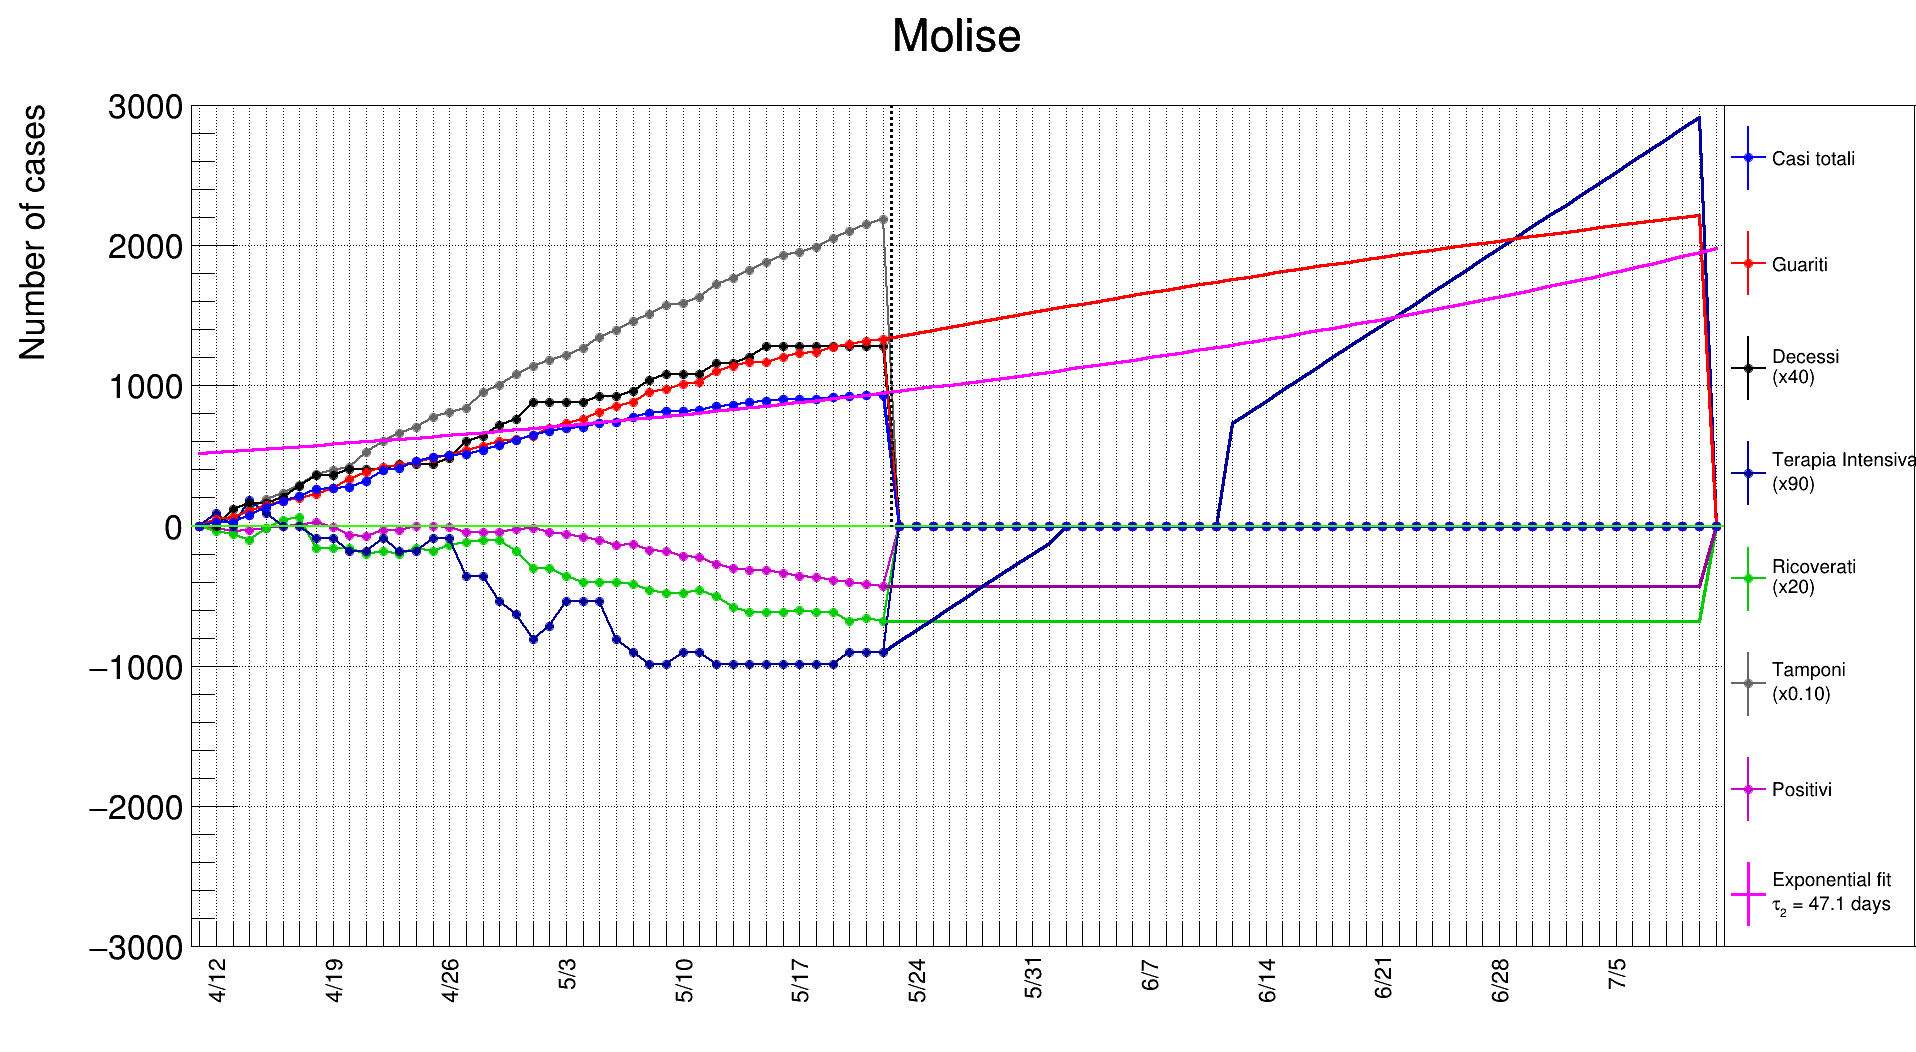 Molise
Number of cases
3000
2000
1000
0
−1000
−2000
−3000
4/12
4/19
4/26
5/3
5/10
5/17
5/24
5/31
6/7
6/14
6/21
6/28
7/5
Casi totali
Guariti
Decessi
(x40)
Terapia Intensiva
(x90)
Ricoverati
(x20)
Tamponi
(x0.10)
Positivi
Exponential fit
τ₂ = 47.1 days